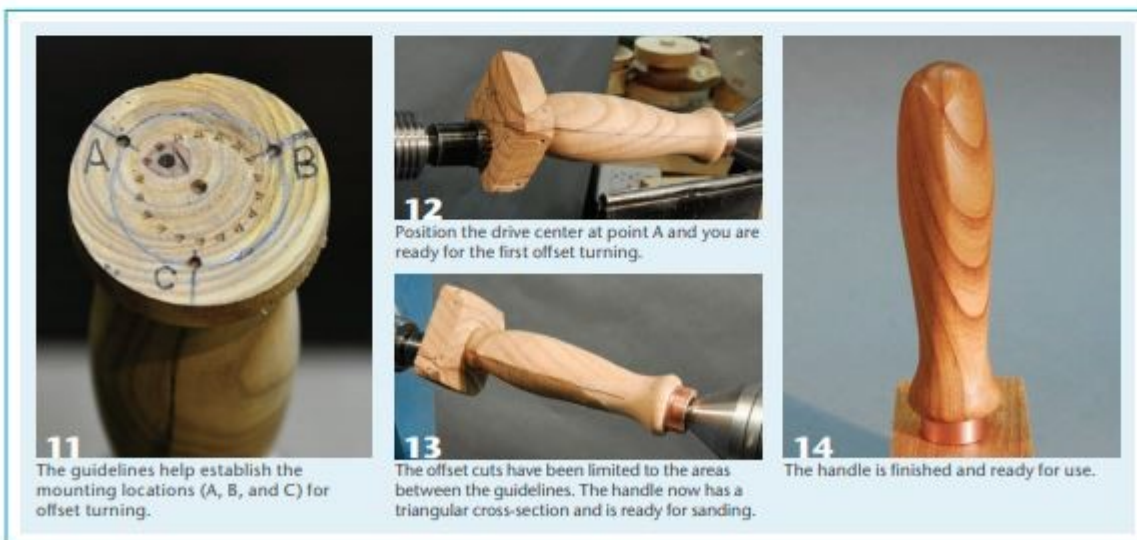 A
B
C
11
The guidelines help establish the
mounting locations (A, B, and C) for
offset turning.
12
Position the drive center at point A and you are
ready for the first offset turning.
13
The offset cuts have been limited to the areas
between the guidelines. The handle now has a
triangular cross-section and is ready for sanding.
14
The handle is finished and ready for use.